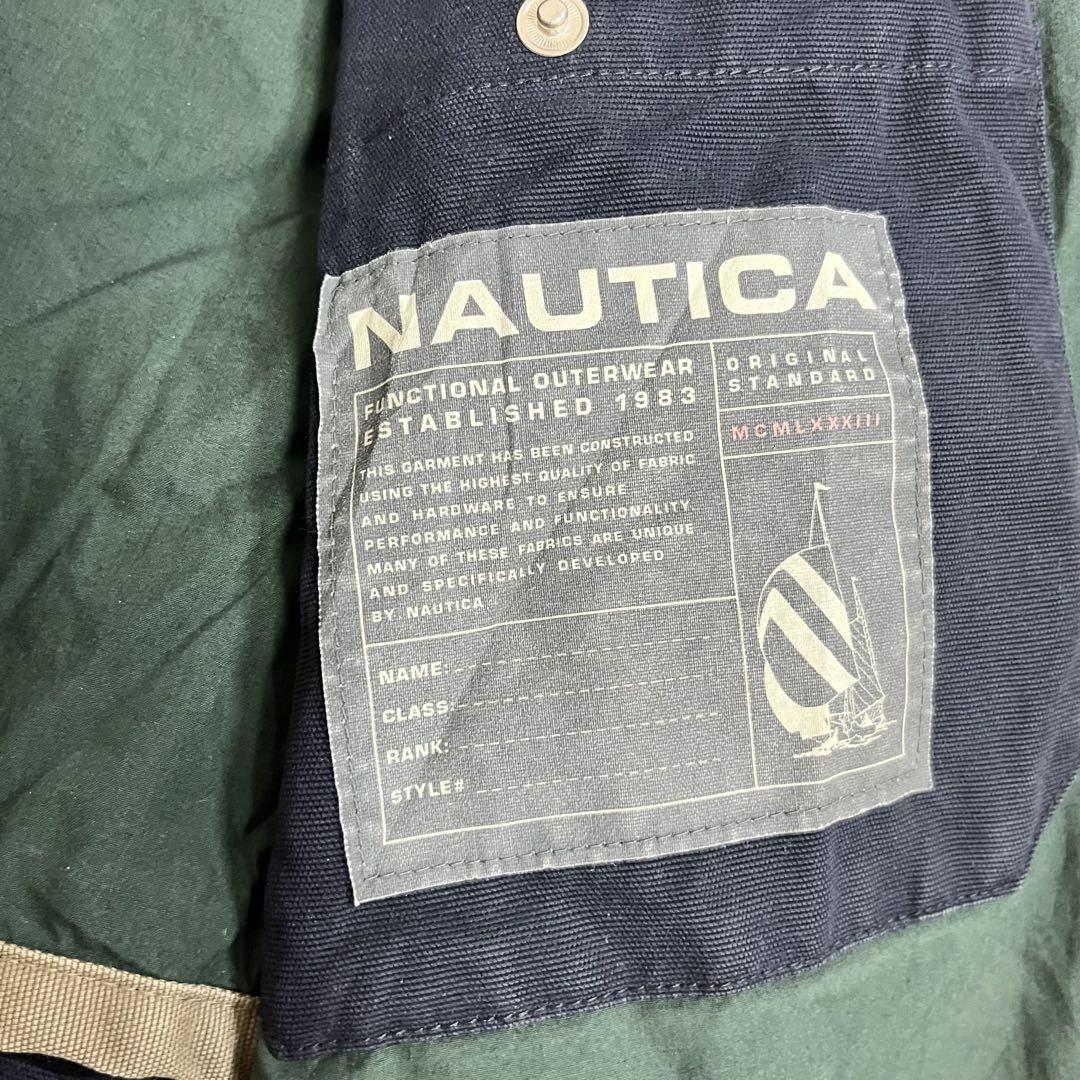 NAUTICA
FUNCTIONAL OUTERWEAR
ESTABLISHED 1983
THIS GARMENT HAS BEEN CONSTRUCTED
USING THE HIGHEST QUALITY OF FABRIC
AND HARDWARE TO ENSURE
PERFORMANCE AND FUNCTIONALITY
MANY OF THESE FABRICS ARE UNIQUE
AND SPECIFICALLY DEVELOPED
BY NAUTICA
ORIGINAL
STANDARD
MCMLXXXIII
NAME:
CLASS:
RANK:
STYLE#